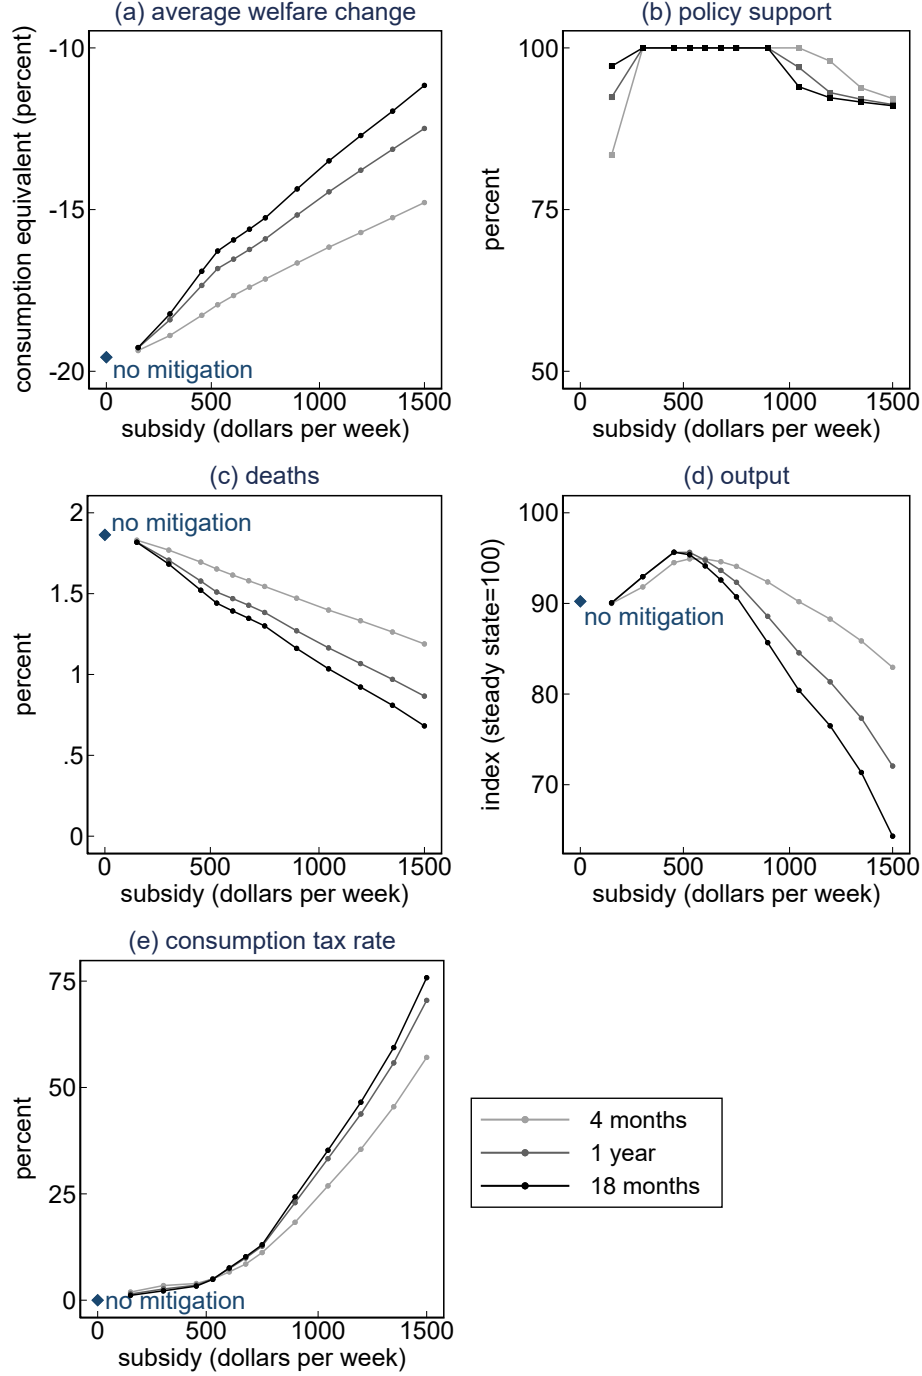 (a) average welfare change
consumption equivalent (percent)
-10
-15
-20
no mitigation
0 500 1000 1500
subsidy (dollars per week)
(b) policy support
percent
100
75
50
0 500 1000 1500
subsidy (dollars per week)
(c) deaths
percent
2
1.5
1
.5
0
no mitigation
0 500 1000 1500
subsidy (dollars per week)
(d) output
index (steady state=100)
100
90
80
70
no mitigation
0 500 1000 1500
subsidy (dollars per week)
(e) consumption tax rate
percent
75
50
25
0
no mitigation
0 500 1000 1500
subsidy (dollars per week)
4 months
1 year
18 months